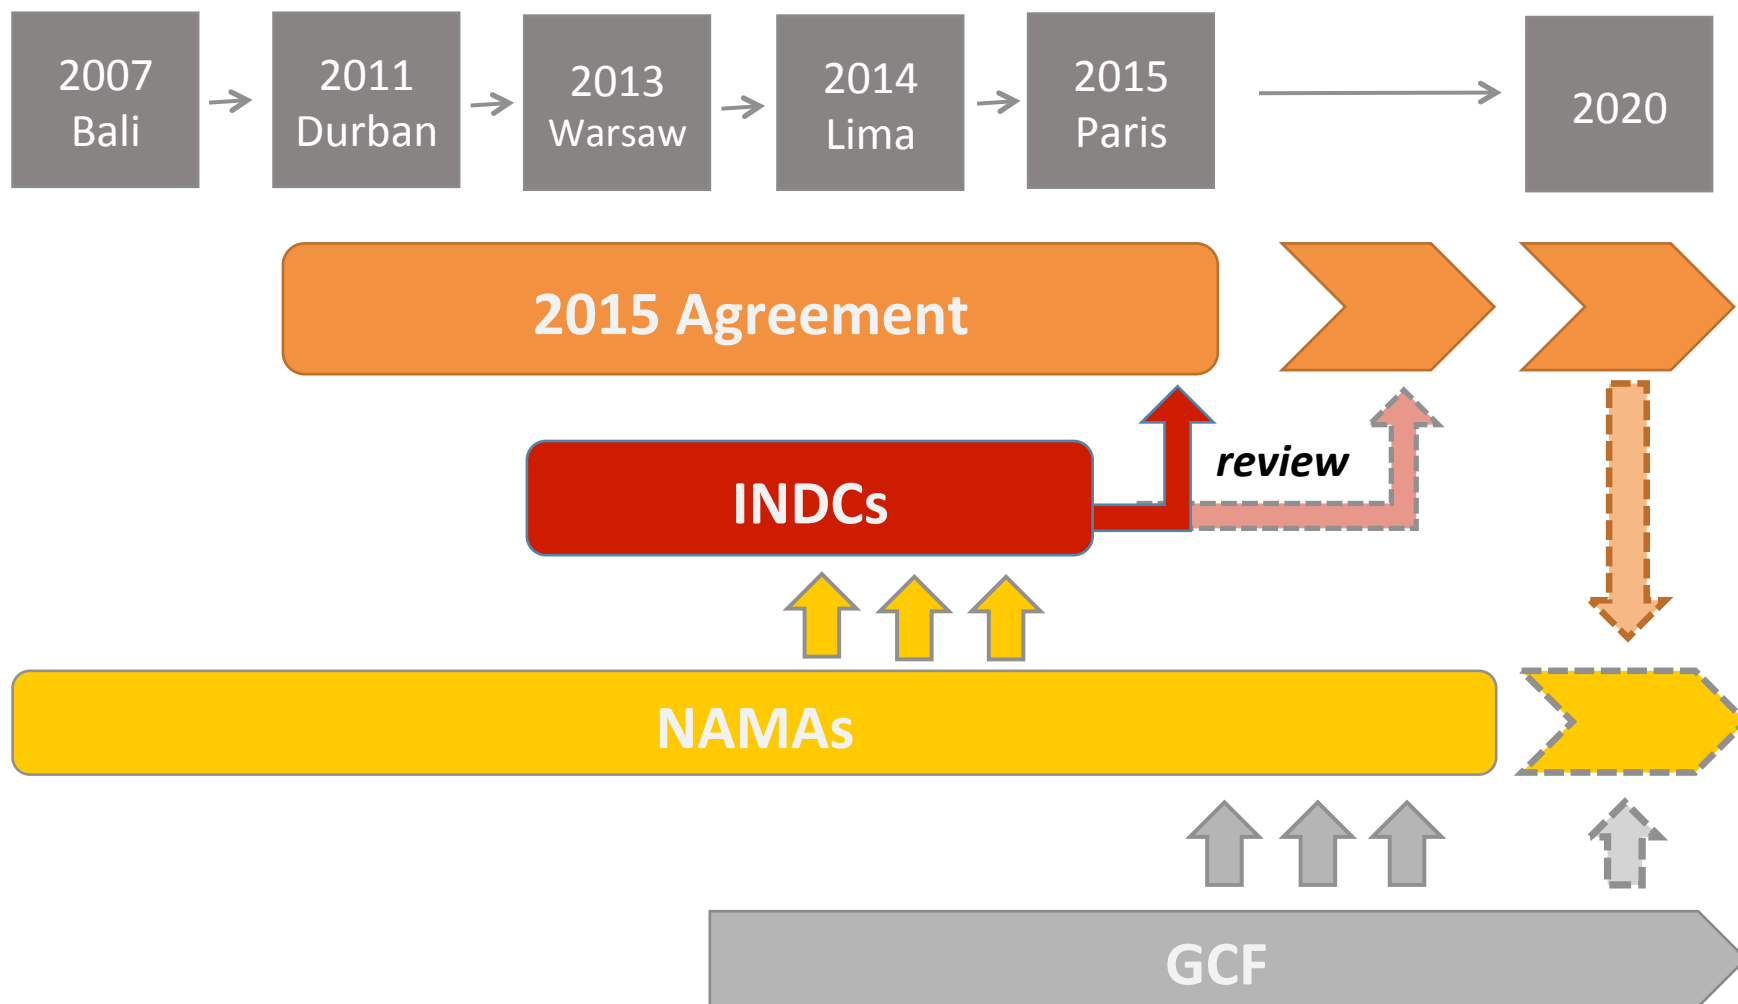 2007
Bali
2011
Durban
2013
Warsaw
2014
Lima
2015
Paris
2020
2015 Agreement
review
INDCs
NAMAs
GCF